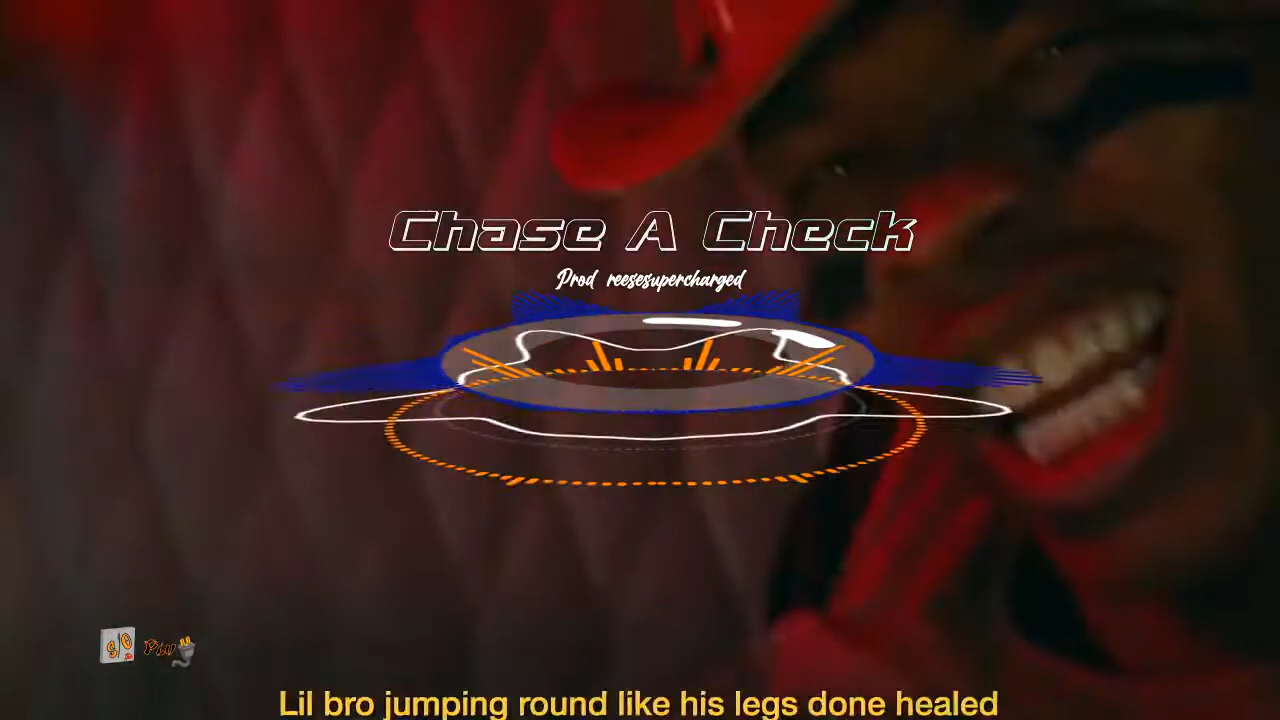 Chase A Check
Prod reesesupercharged
Lil bro jumping round like his legs done healed